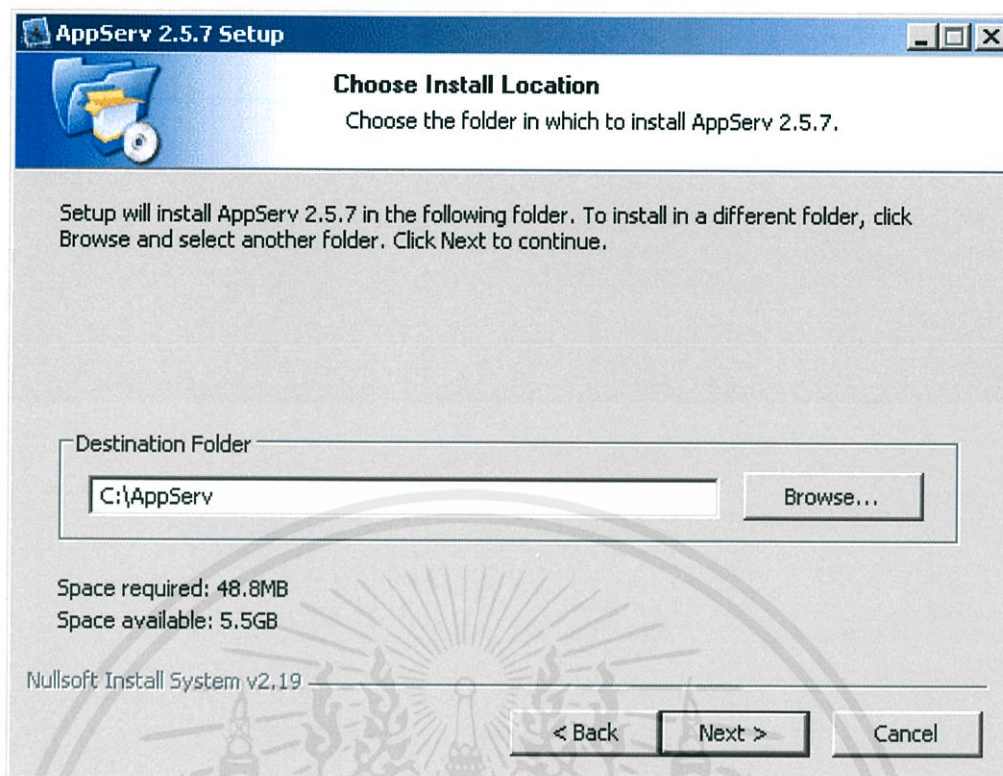 AppServ 2.5.7 Setup
Choose Install Location
Choose the folder in which to install AppServ 2.5.7.
Setup will install AppServ 2.5.7 in the following folder. To install in a different folder, click
Browse and select another folder. Click Next to continue.
Destination Folder
C:\AppServ
Browse...
Space required: 48.8MB
Space available: 5.5GB
Nullsoft Install System v2.19
< Back
Next >
Cancel